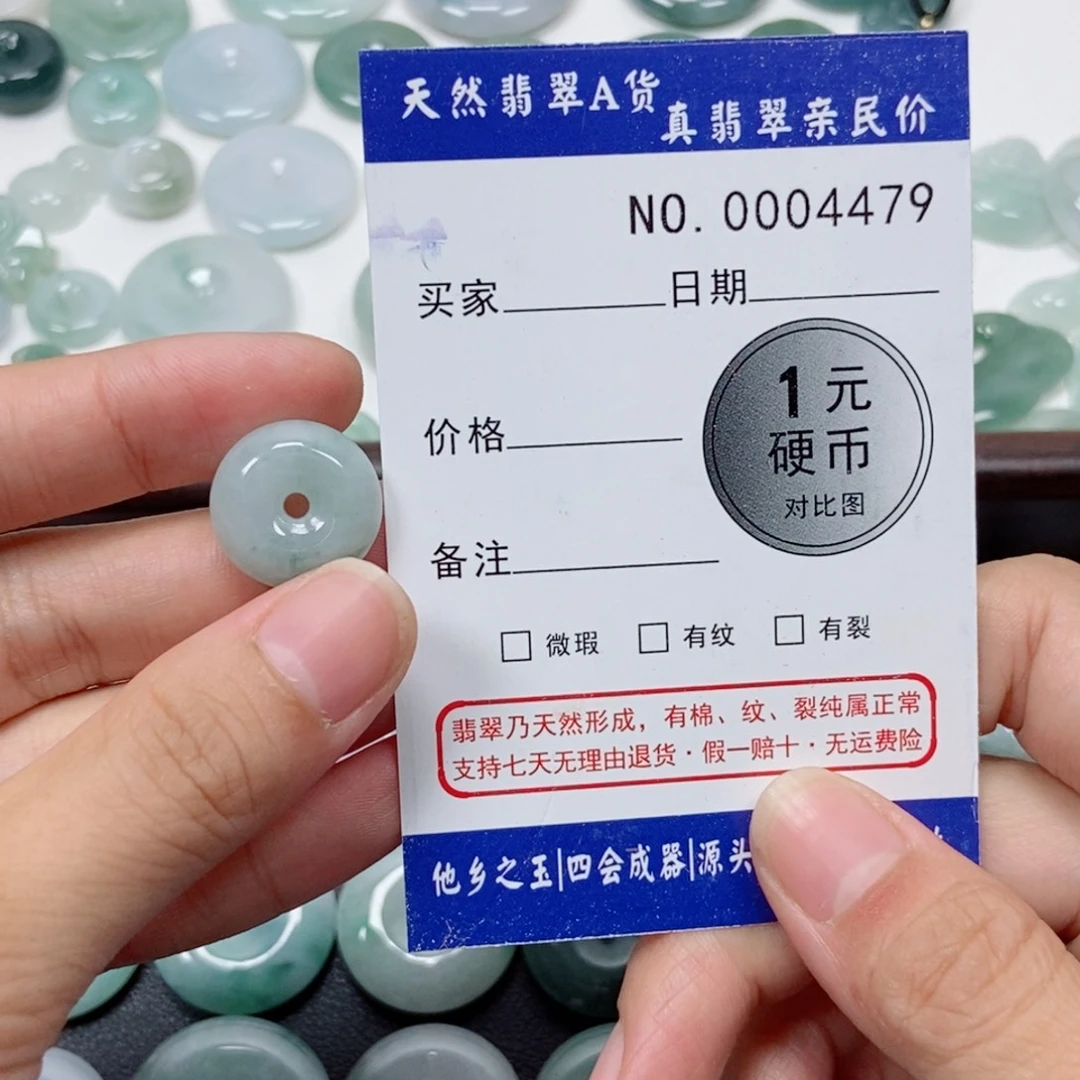 天然翡翠A货 真翡翠亲民价
NO. 0004479
买家 日期
1元
硬币
对比图
价格
备注
微瑕 有纹 有裂
翡翠乃天然形成，有棉、纹、裂纯属正常
支持七天无理由退货·假一赔十·无运费险
他乡之玉|四会成器|源头